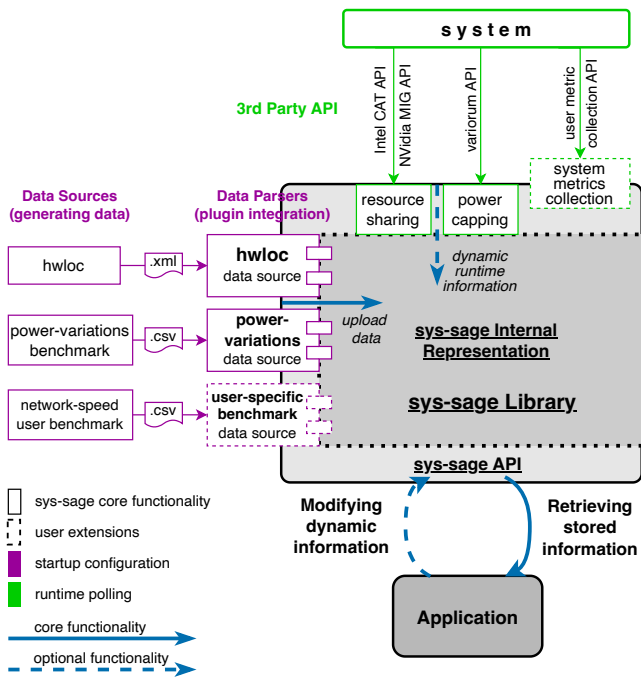 system
3rd Party API
Intel CAT API
NVidia MIG API
variorum API
user metric
collection API
system
metrics
collection
resource
sharing
power
capping
Data Sources
(generating data)
Data Parsers
(plugin integration)
hwloc
.xml
hwloc
data source
dynamic
runtime
information
upload
data
power-variations
benchmark
.csv
power-
variations
data source
sys-sage Internal
Representation
network-speed
user benchmark
.csv
user-specific
benchmark
data source
sys-sage Library
sys-sage API
Modifying
dynamic
information
Retrieving
stored
information
Application
sys-sage core functionality
user extensions
startup configuration
runtime polling
core functionality
optional functionality